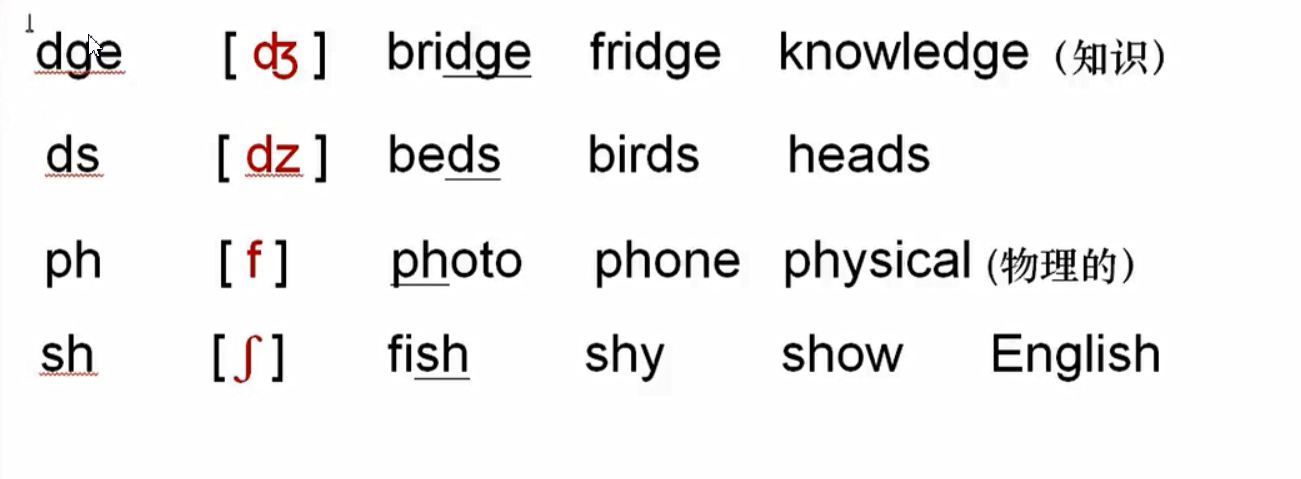 dge [ ʤ ] bridge fridge knowledge (知识)
ds [ dz ] beds birds heads
ph [ f ] photo phone physical (物理的)
sh [ ʃ ] fish shy show English